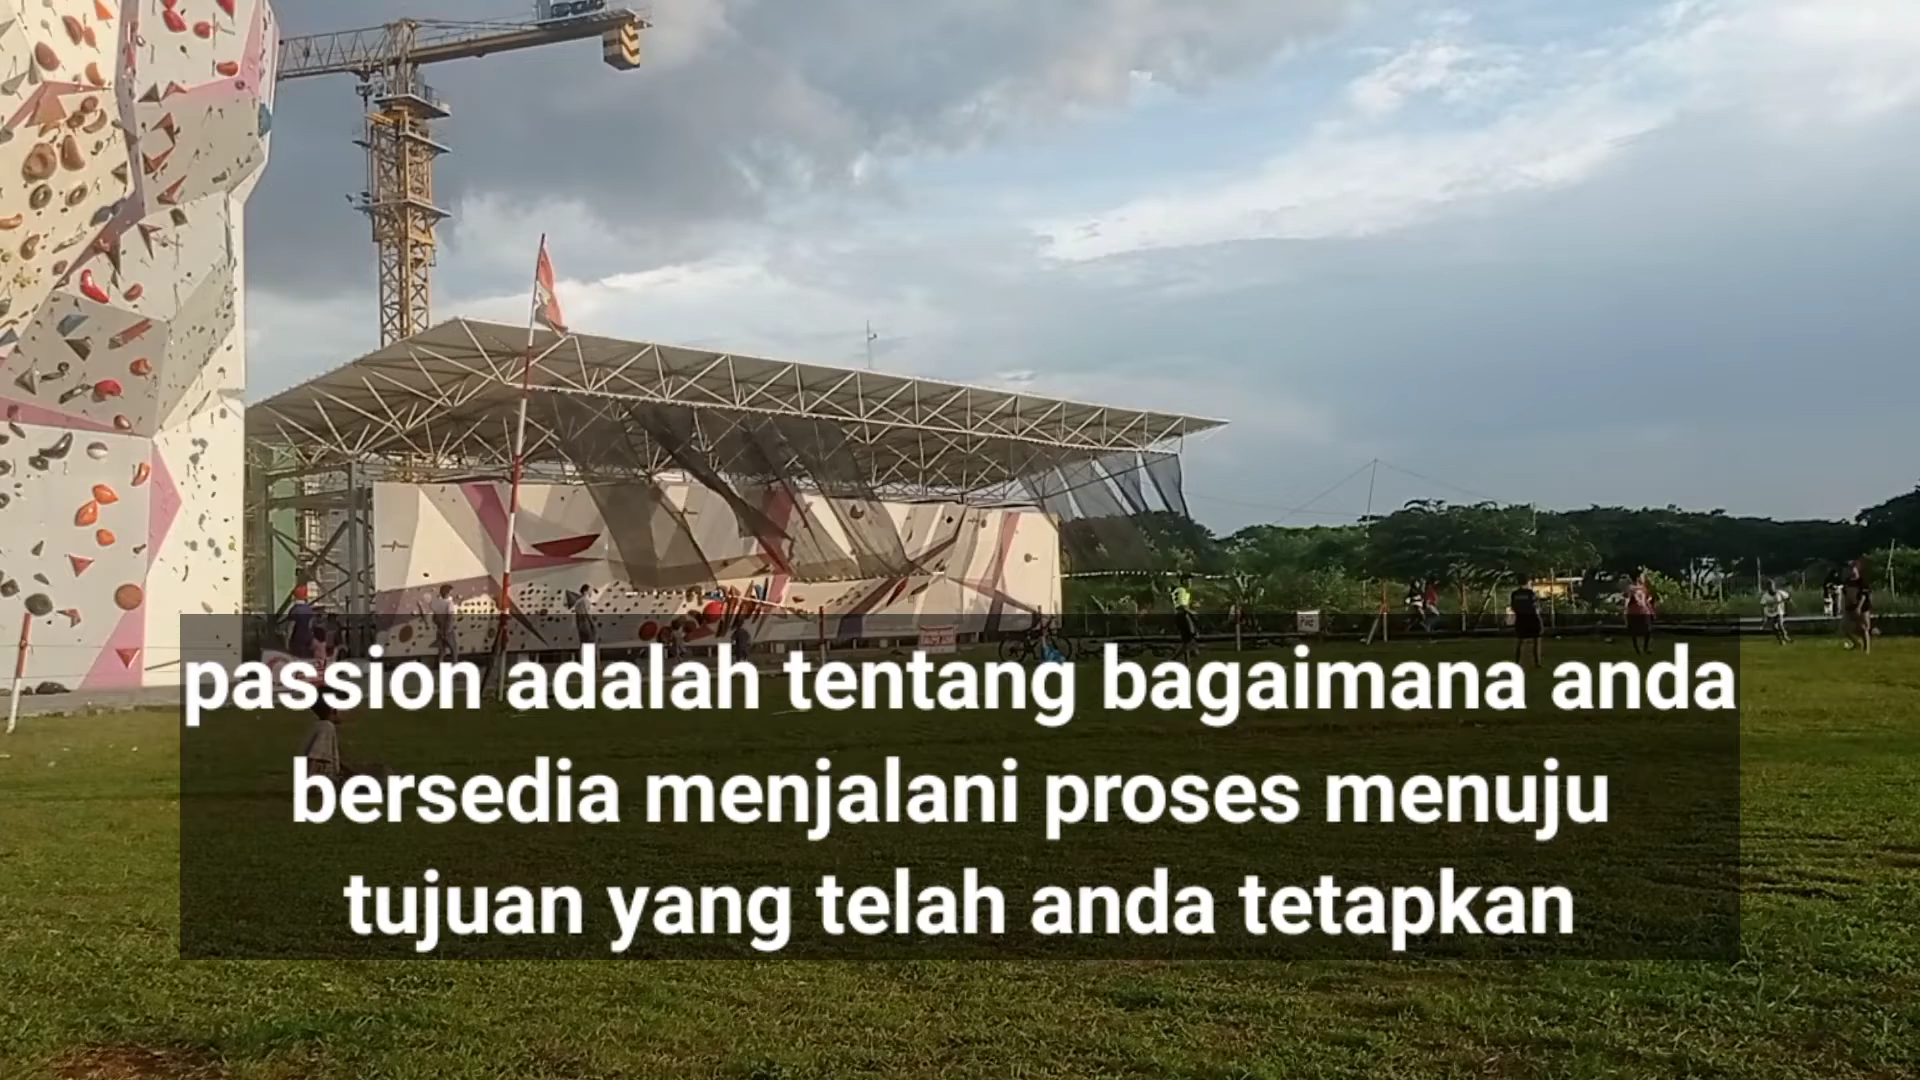 passion adalah tentang bagaimana anda
bersedia menjalani proses menuju
tujuan yang telah anda tetapkan